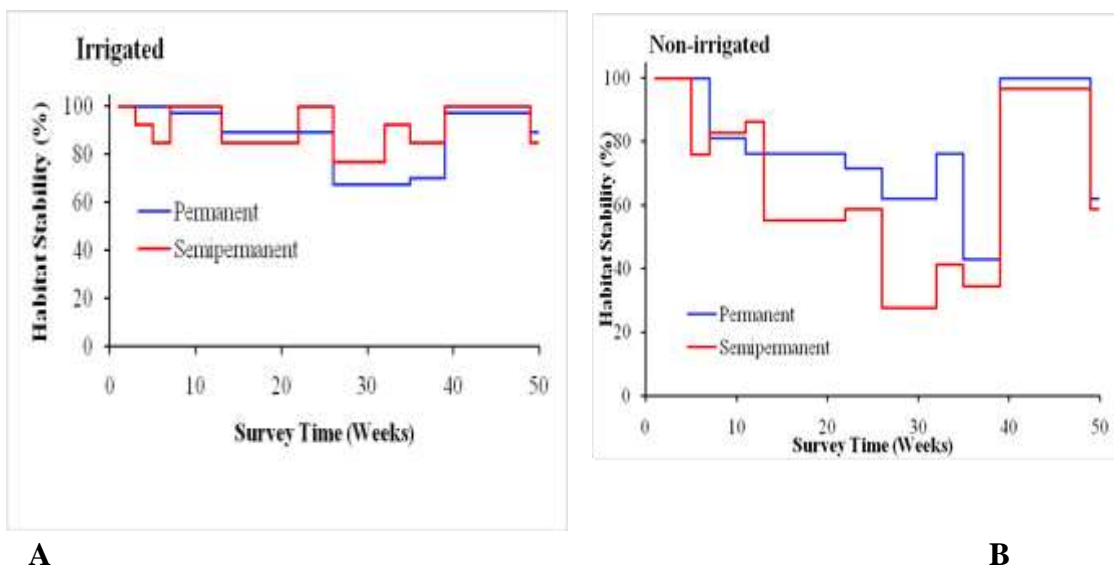 Irrigated
Habitat Stability (%)
100
80
60
40
20
0
Permanent
Semipermanent
0 10 20 30 40 50
Survey Time (Weeks)
A
Non-irrigated
Habitat Stability (%)
100
80
60
40
20
0
Permanent
Semipermanent
0 10 20 30 40 50
Survey Time (Weeks)
B